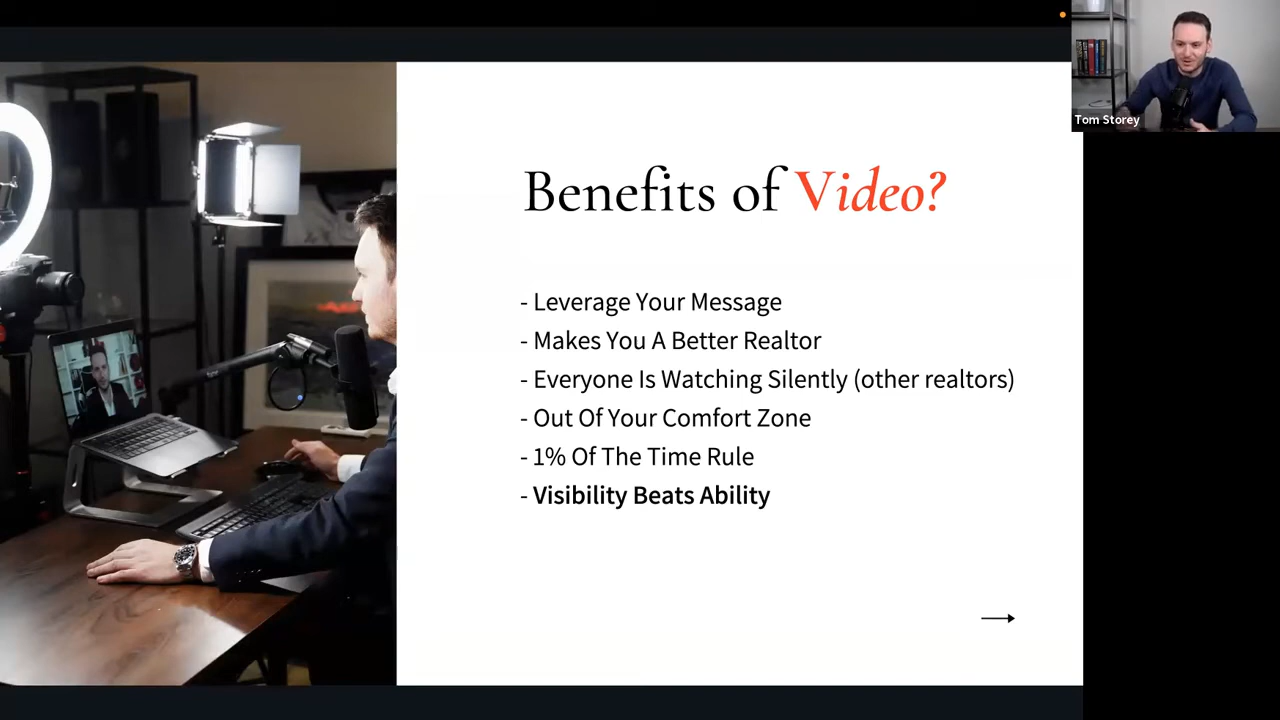 Tom Storey
Benefits of Video?
- Leverage Your Message
- Makes You A Better Realtor
- Everyone Is Watching Silently (other realtors)
- Out Of Your Comfort Zone
- 1% Of The Time Rule
- Visibility Beats Ability